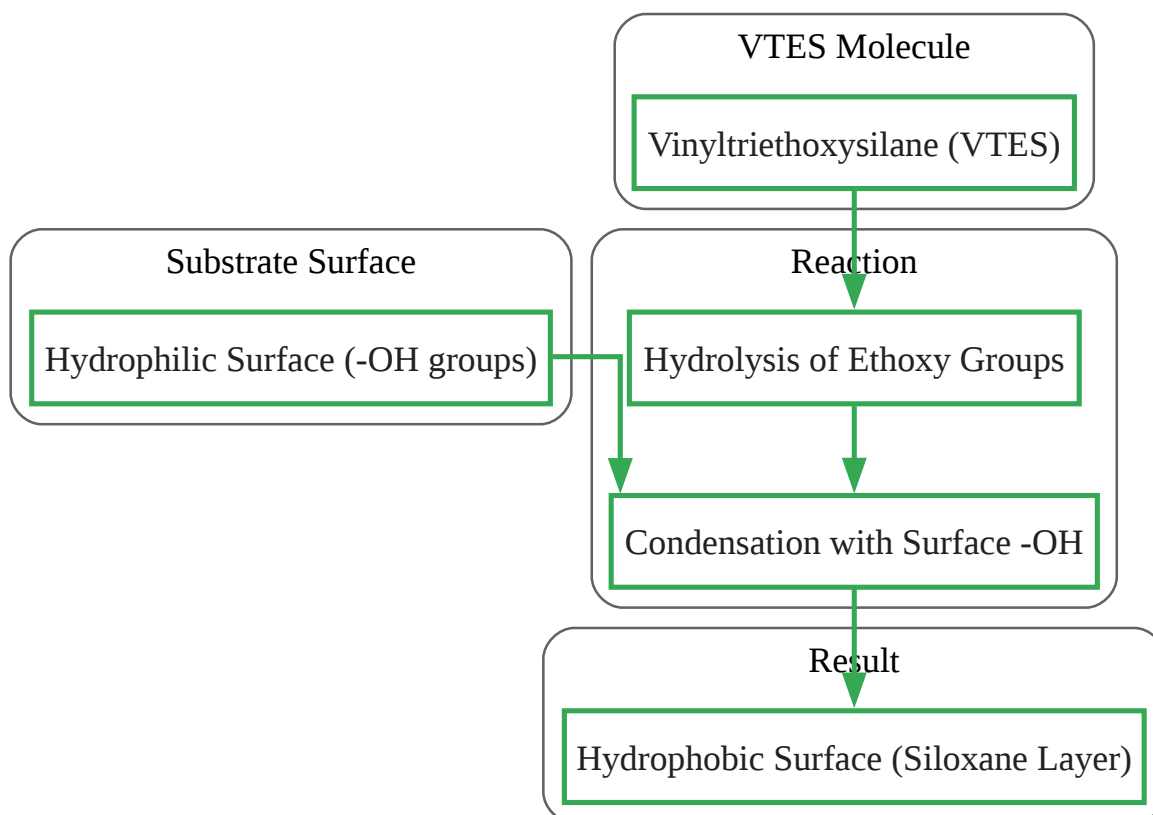 VTES Molecule
Vinyltriethoxysilane (VTES)
Substrate Surface
Hydrophilic Surface (-OH groups)
Reaction
Hydrolysis of Ethoxy Groups
Condensation with Surface -OH
Result
Hydrophobic Surface (Siloxane Layer)